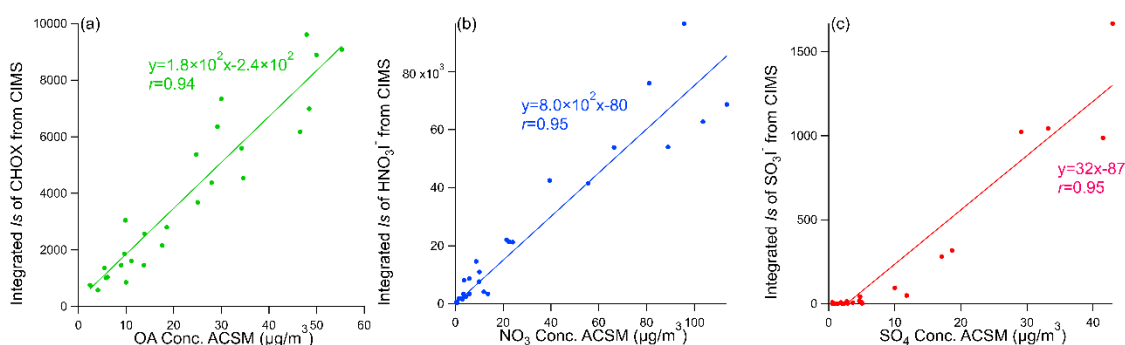 (a)
y=1.8×10²x-2.4×10²
r=0.94
Integrated Is of CHOX from CIMS
10000
8000
6000
4000
2000
0
0 10 20 30 40 50 60
OA Conc. ACSM (µg/m³)
(b)
y=8.0×10²x-80
r=0.95
Integrated Is of HNO₃I⁻ from CIMS
80 x10³
60
40
20
0
0 20 40 60 80 100
NO₃ Conc. ACSM (µg/m³)
(c)
y=32x-87
r=0.95
Integrated Is of SO₃I⁻ from CIMS
1500
1000
500
0
0 10 20 30 40
SO₄ Conc. ACSM (µg/m³)